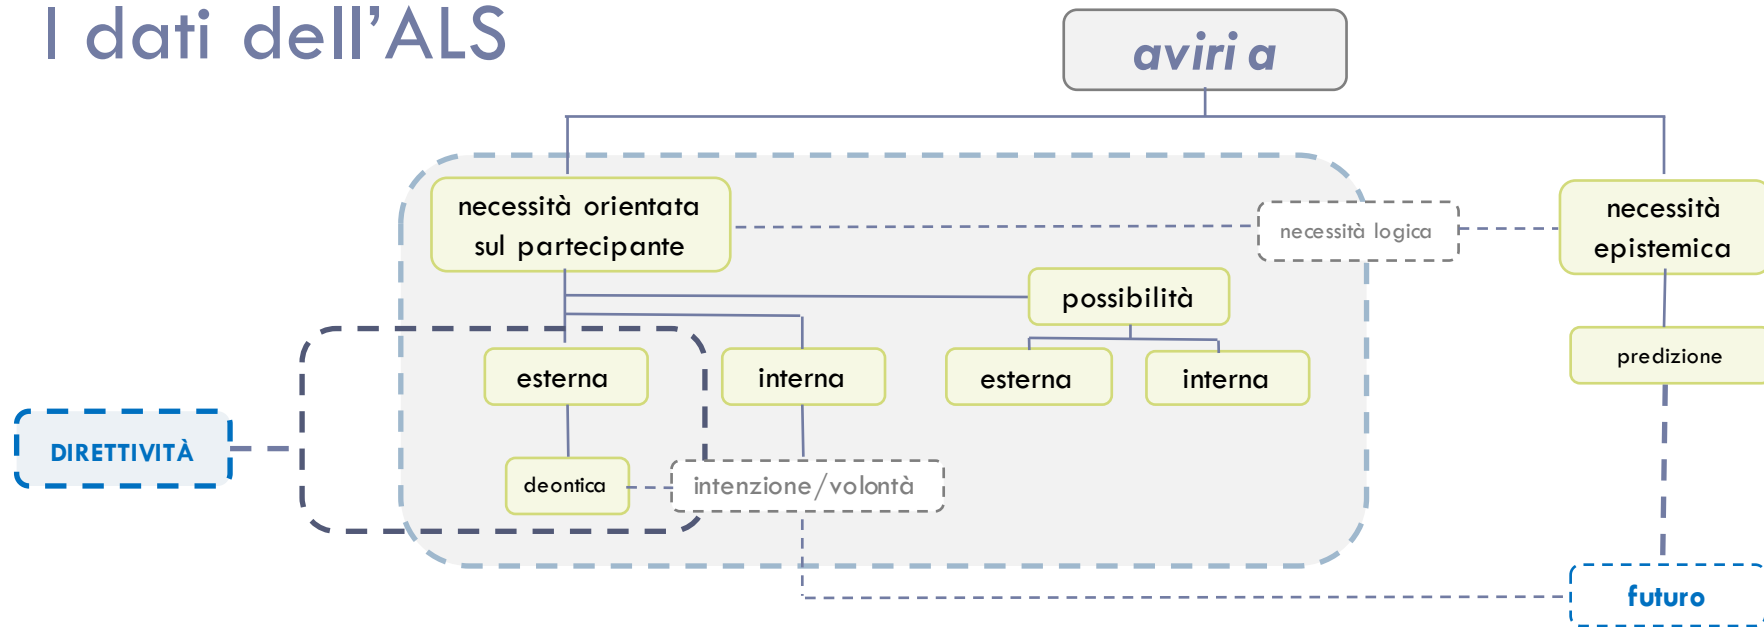 I dati dell'ALS
aviri a
necessità orientata
sul partecipante
necessità logica
necessità
epistemica
possibilità
predizione
esterna
interna
esterna
interna
DIRETTIVITÀ
deontica
intenzione/volontà
futuro